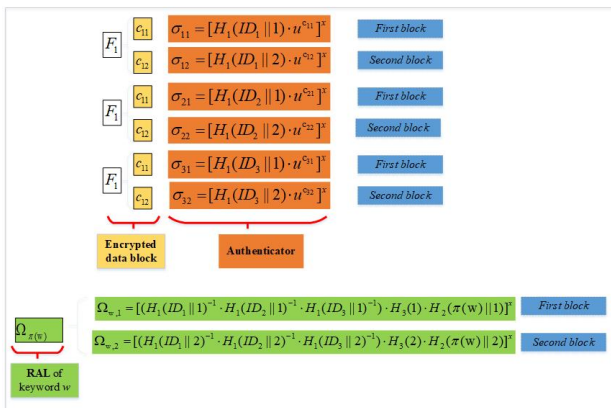 c₁₁ σ₁₁ = [H₁(ID₁ || 1) · u^{c₁₁}]^x First block
F₁
c₁₂ σ₁₂ = [H₁(ID₁ || 2) · u^{c₁₂}]^x Second block
c₁₁ σ₂₁ = [H₁(ID₂ || 1) · u^{c₂₁}]^x First block
F₁
c₁₂ σ₂₂ = [H₁(ID₂ || 2) · u^{c₂₂}]^x Second block
c₁₁ σ₃₁ = [H₁(ID₃ || 1) · u^{c₃₁}]^x First block
F₁
c₁₂ σ₃₂ = [H₁(ID₃ || 2) · u^{c₃₂}]^x Second block
Encrypted
data block
Authenticator
Ω_{w,1} = [(H₁(ID₁ || 1)⁻¹ · H₁(ID₂ || 1)⁻¹ · H₁(ID₃ || 1)⁻¹) · H₃(1) · H₂(π(w) || 1)]^x First block
Ω_{π(w)}
Ω_{w,2} = [(H₁(ID₁ || 2)⁻¹ · H₁(ID₂ || 2)⁻¹ · H₁(ID₃ || 2)⁻¹) · H₃(2) · H₂(π(w) || 2)]^x Second block
RAL of
keyword w